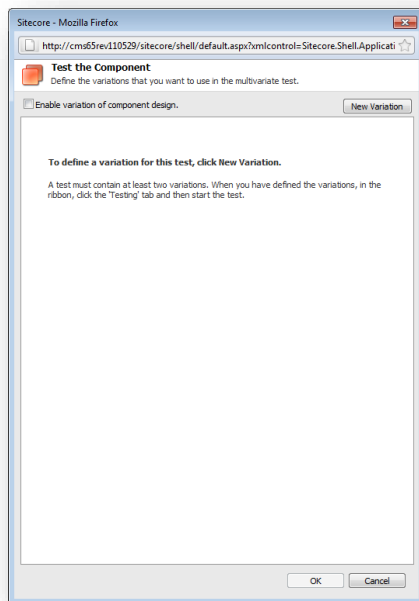 Sitecore - Mozilla Firefox
http://cms65rev110529/sitecore/shell/default.aspx?xmlcontrol=Sitecore.Shell.Applicati
Test the Component
Define the variations that you want to use in the multivariate test.
Enable variation of component design.
New Variation
To define a variation for this test, click New Variation.
A test must contain at least two variations. When you have defined the variations, in the
ribbon, click the 'Testing' tab and then start the test.
OK
Cancel